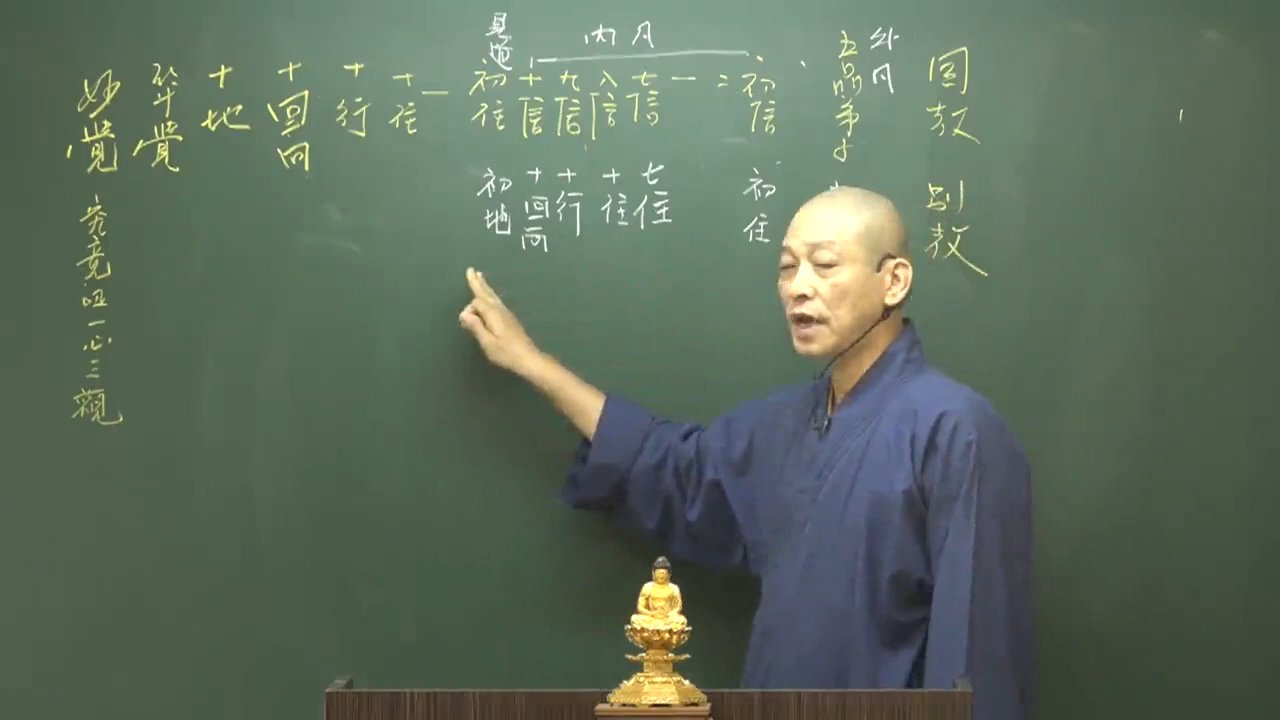 圓教
別教
外凡
五品弟子
內凡
見道
初信
二
一
七信
八信
九信
十信
初住
一
十住
十行
十回向
十地
等覺
妙覺
初住
七住
十住
十行
十回向
初地
究竟
一心三觀